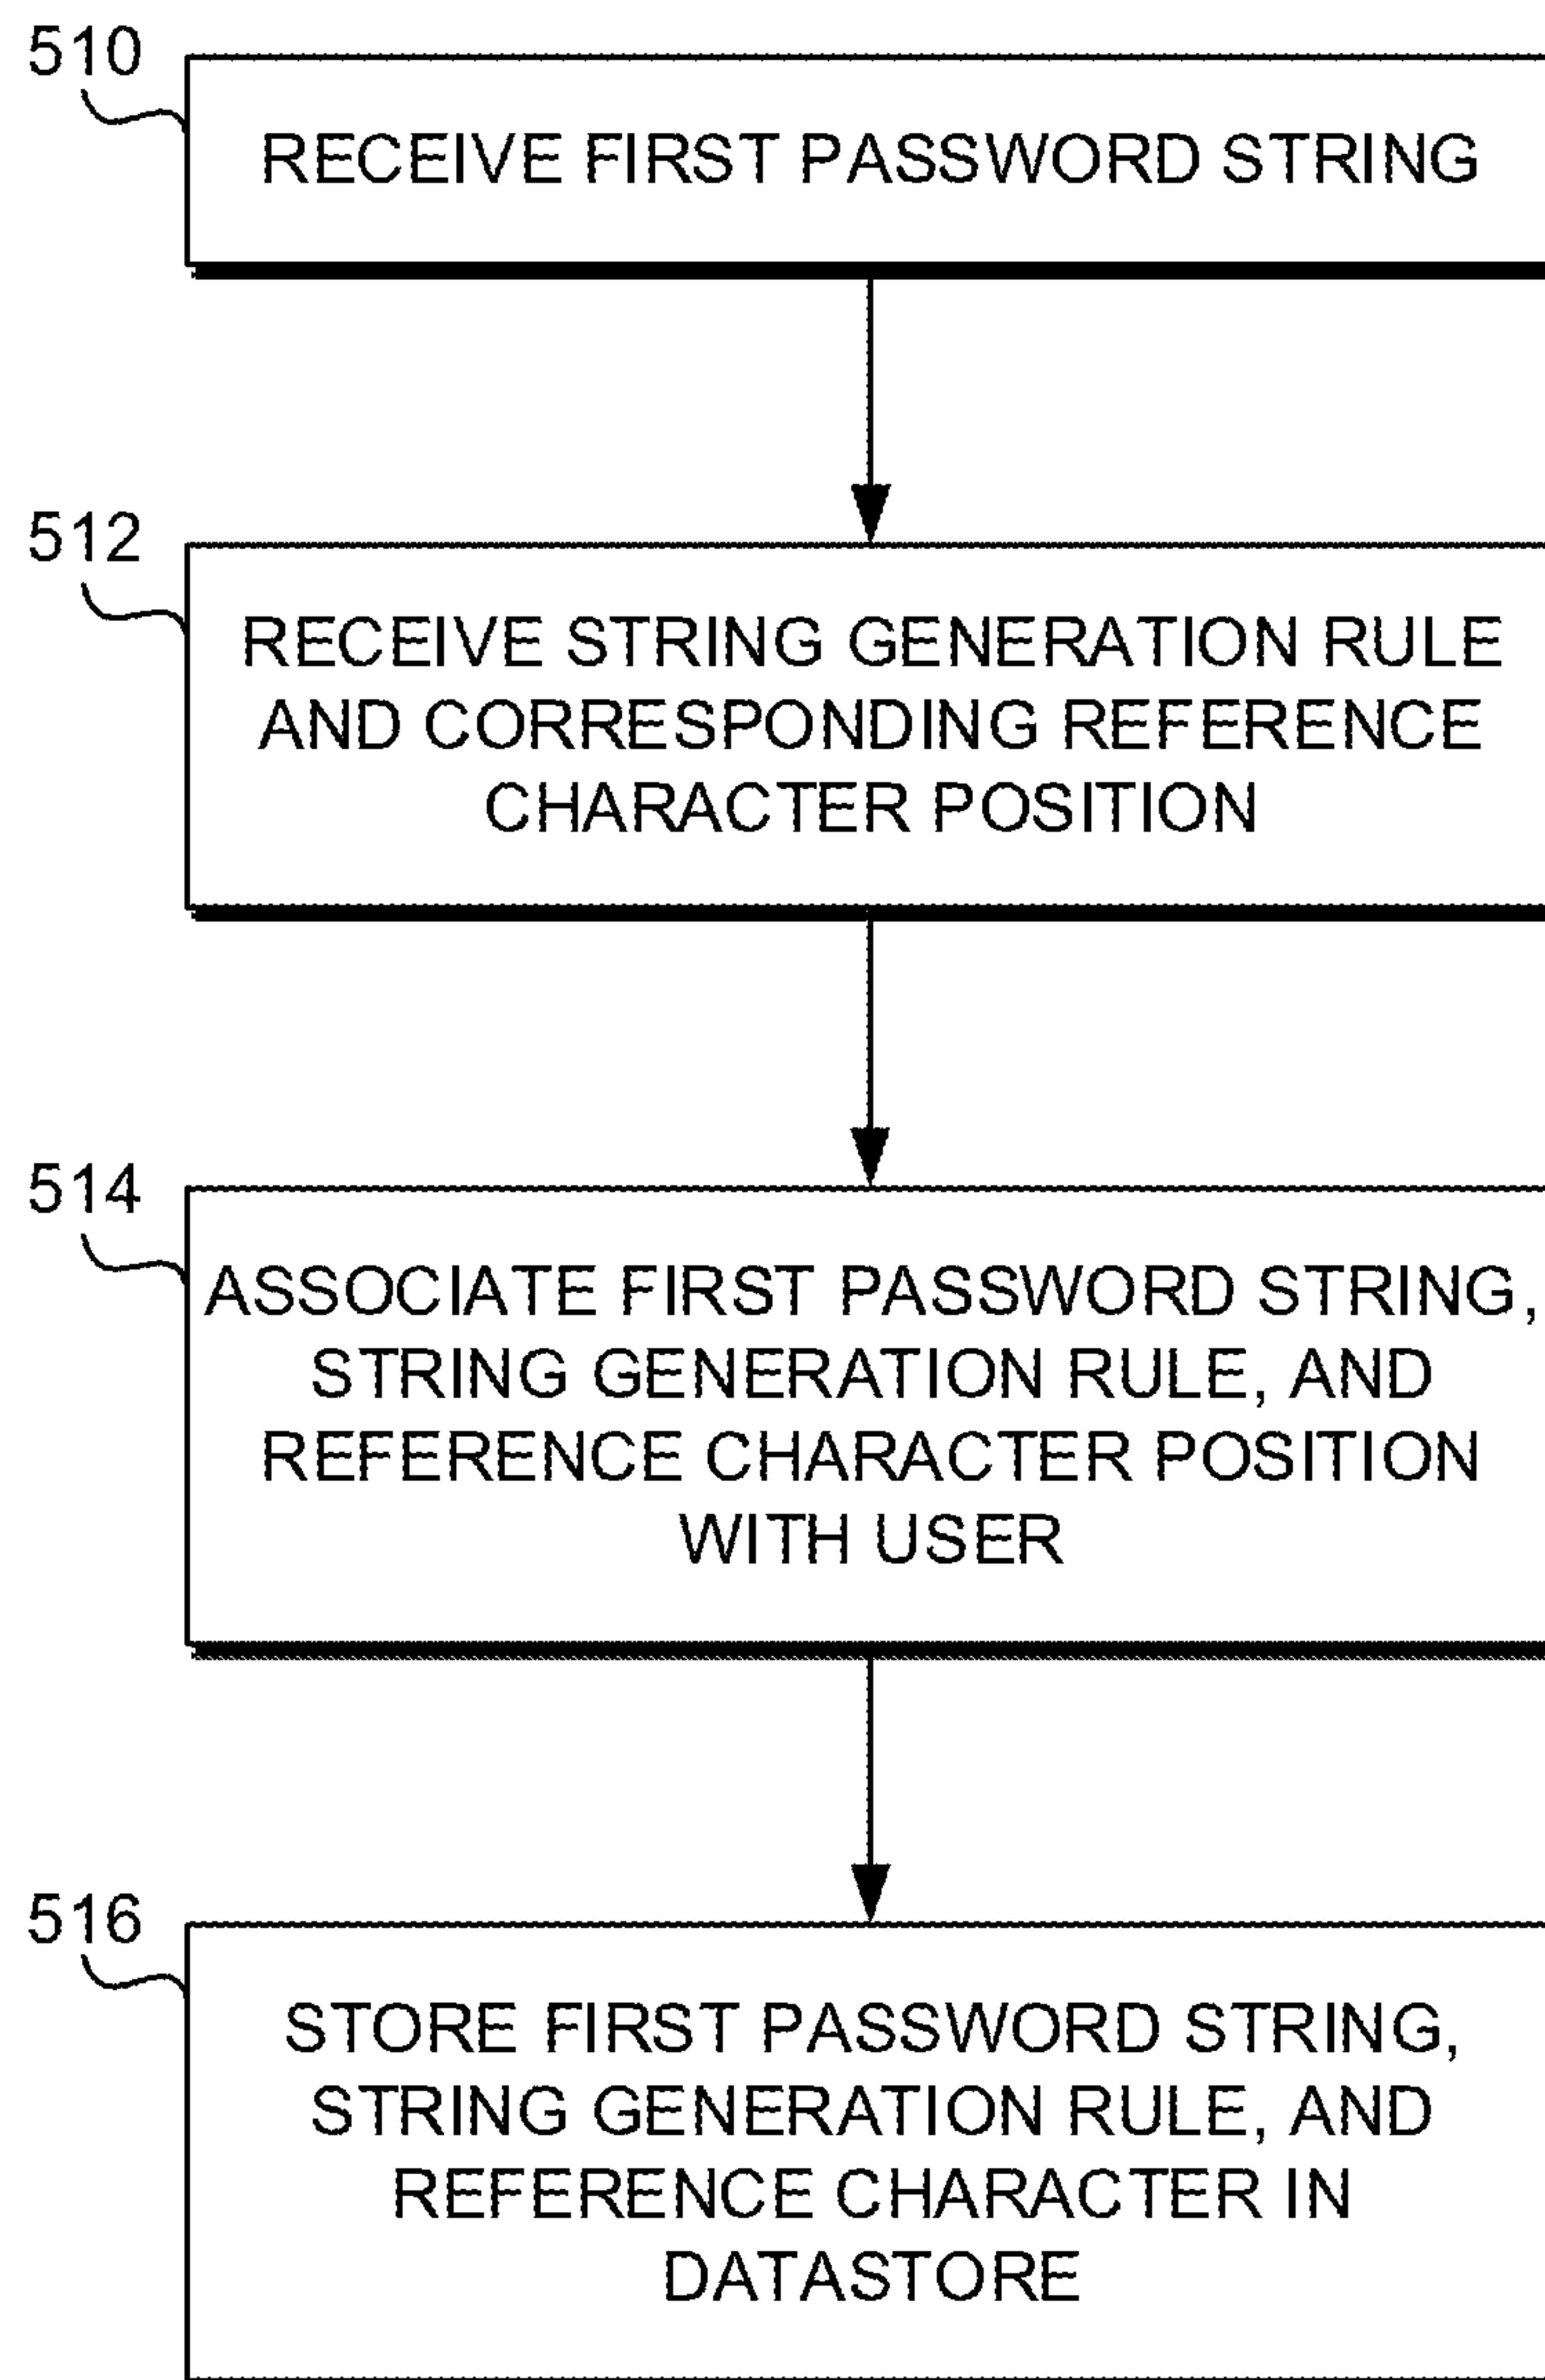 510
RECEIVE FIRST PASSWORD STRING
512
RECEIVE STRING GENERATION RULE
AND CORRESPONDING REFERENCE
CHARACTER POSITION
514
ASSOCIATE FIRST PASSWORD STRING,
STRING GENERATION RULE, AND
REFERENCE CHARACTER POSITION
WITH USER
516
STORE FIRST PASSWORD STRING,
STRING GENERATION RULE, AND
REFERENCE CHARACTER IN
DATASTORE